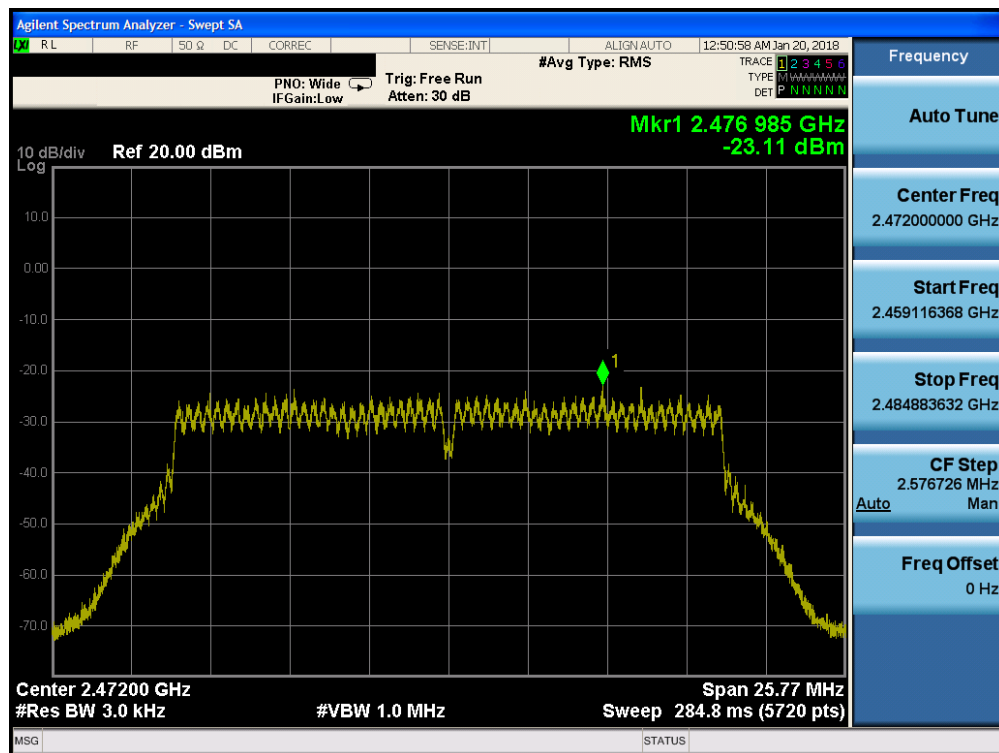 Agilent Spectrum Analyzer - Swept SA
LXI RL RF 50 Ω DC CORREC SENSE:INT ALIGN AUTO 12:50:58 AM Jan 20, 2018
#Avg Type: RMS TRACE 1 2 3 4 5 6
PNO: Wide Trig: Free Run TYPE M
IFGain:Low Atten: 30 dB DET P N N N N N
Mkr1 2.476 985 GHz
-23.11 dBm
10 dB/div Ref 20.00 dBm
Log
10.0
0.00
-10.0
1
-20.0
-30.0
-40.0
-50.0
-60.0
-70.0
Center 2.47200 GHz Span 25.77 MHz
#Res BW 3.0 kHz #VBW 1.0 MHz Sweep 284.8 ms (5720 pts)
MSG STATUS
Frequency
Auto Tune
Center Freq
2.472000000 GHz
Start Freq
2.459116368 GHz
Stop Freq
2.484883632 GHz
CF Step
2.576726 MHz
Auto Man
Freq Offset
0 Hz